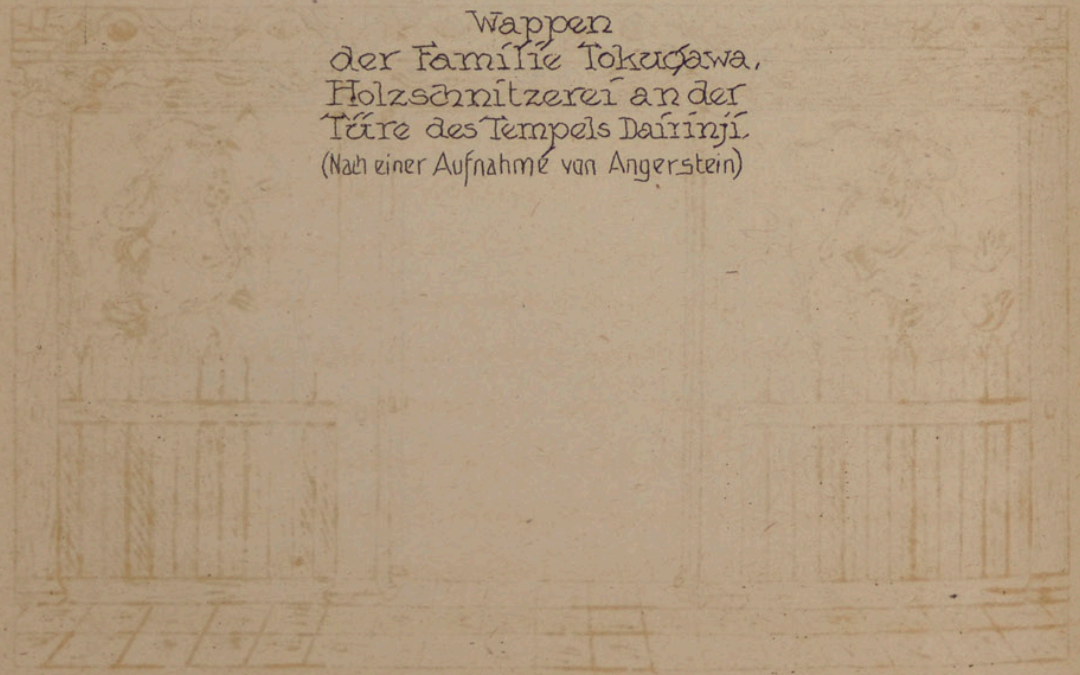 Wappen
der Familie Tokugawa,
Holzschnitzerei an der
Türe des Tempels Dairinji.
(Nach einer Aufnahme von Angerstein)